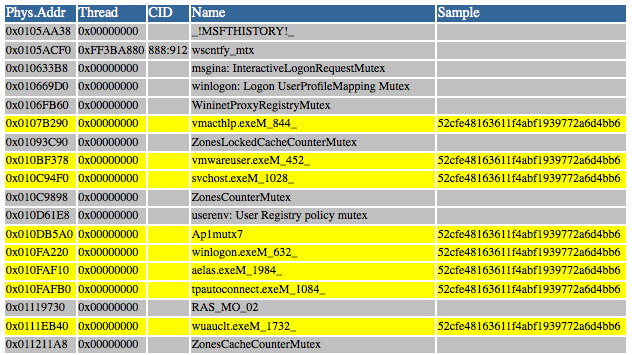 Phys.Addr Thread CID Name Sample
0x0105AA38 0x00000000 _!MSFTHISTORY!_
0x0105ACF0 0xFF3BA880 888:912 wscntfy_mtx
0x010633B8 0x00000000 msgina: InteractiveLogonRequestMutex
0x010669D0 0x00000000 winlogon: Logon UserProfileMapping Mutex
0x0106FB60 0x00000000 WininetProxyRegistryMutex
0x0107B290 0x00000000 vmacthlp.exeM_844_ 52cfe48163611f4abf1939772a6d4bb6
0x01093C90 0x00000000 ZonesLockedCacheCounterMutex
0x010BF378 0x00000000 vmwareuser.exeM_452_ 52cfe48163611f4abf1939772a6d4bb6
0x010C94F0 0x00000000 svchost.exeM_1028_ 52cfe48163611f4abf1939772a6d4bb6
0x010C9898 0x00000000 ZonesCounterMutex
0x010D61E8 0x00000000 userenv: User Registry policy mutex
0x010DB5A0 0x00000000 Ap1mutx7 52cfe48163611f4abf1939772a6d4bb6
0x010FA220 0x00000000 winlogon.exeM_632_ 52cfe48163611f4abf1939772a6d4bb6
0x010FAF10 0x00000000 aelas.exeM_1984_ 52cfe48163611f4abf1939772a6d4bb6
0x010FAFB0 0x00000000 tpautoconnect.exeM_1084_ 52cfe48163611f4abf1939772a6d4bb6
0x01119730 0x00000000 RAS_MO_02
0x0111EB40 0x00000000 wuauclt.exeM_1732_ 52cfe48163611f4abf1939772a6d4bb6
0x011211A8 0x00000000 ZonesCacheCounterMutex